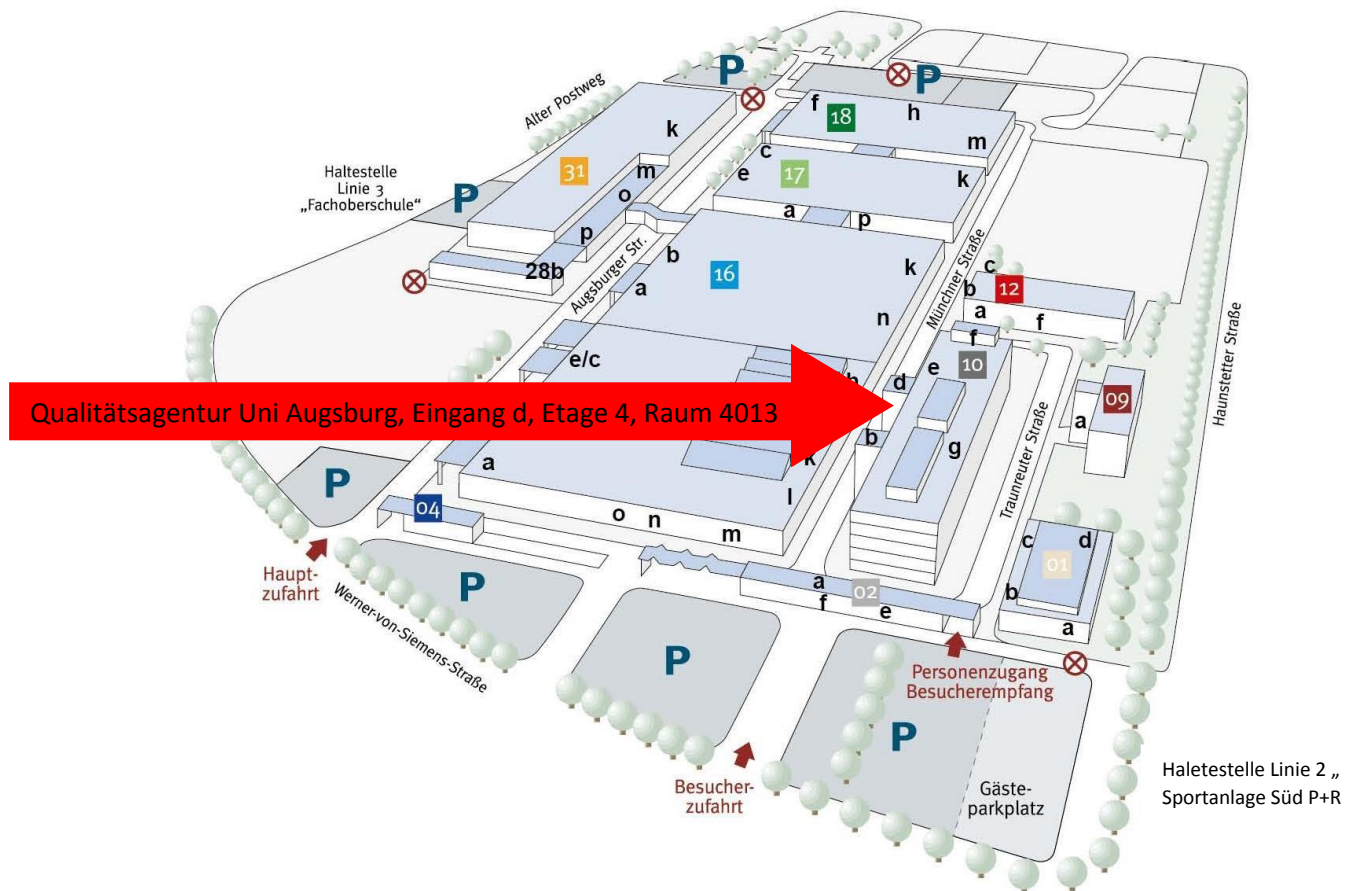 P
P
f
h
18
m
Alter Postweg
k
c
e
17
k
31
m
Haltestelle
Linie 3
„Fachoberschule“
P
o
a
p
p
b
k
28b
16
a
n
Augsburger Str.
Münchner Straße
c
b
12
a
f
f
e/c
e
10
d
Haunstetter Straße
09
a
Qualitätsagentur Uni Augsburg, Eingang d, Etage 4, Raum 4013
b
g
k
Traunreuter Straße
a
l
P
04
o
n
m
c
d
01
b
a
Haupt-
zufahrt
P
a
02
f
e
Werner-von-Siemens-Straße
P
Personenzugang
Besucherempfang
P
Besucher-
zufahrt
Gäste-
parkplatz
Haletestelle Linie 2 „
Sportanlage Süd P+R